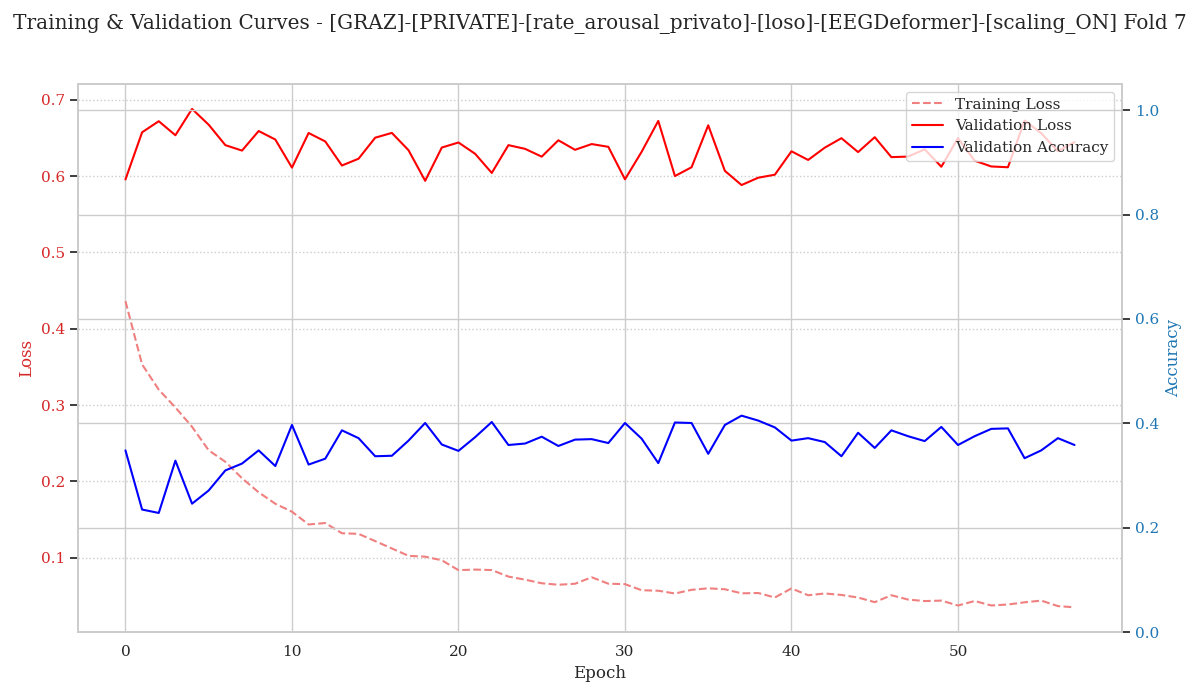 Training & Validation Curves - [GRAZ]-[PRIVATE]-[rate_arousal_privato]-[loso]-[EEGDeformer]-[scaling_ON] Fold 7
Training Loss
Validation Loss
Validation Accuracy
0.7
0.6
0.5
0.4
0.3
0.2
0.1
Loss
1.0
0.8
0.6
0.4
0.2
0.0
Accuracy
0
10
20
30
40
50
Epoch